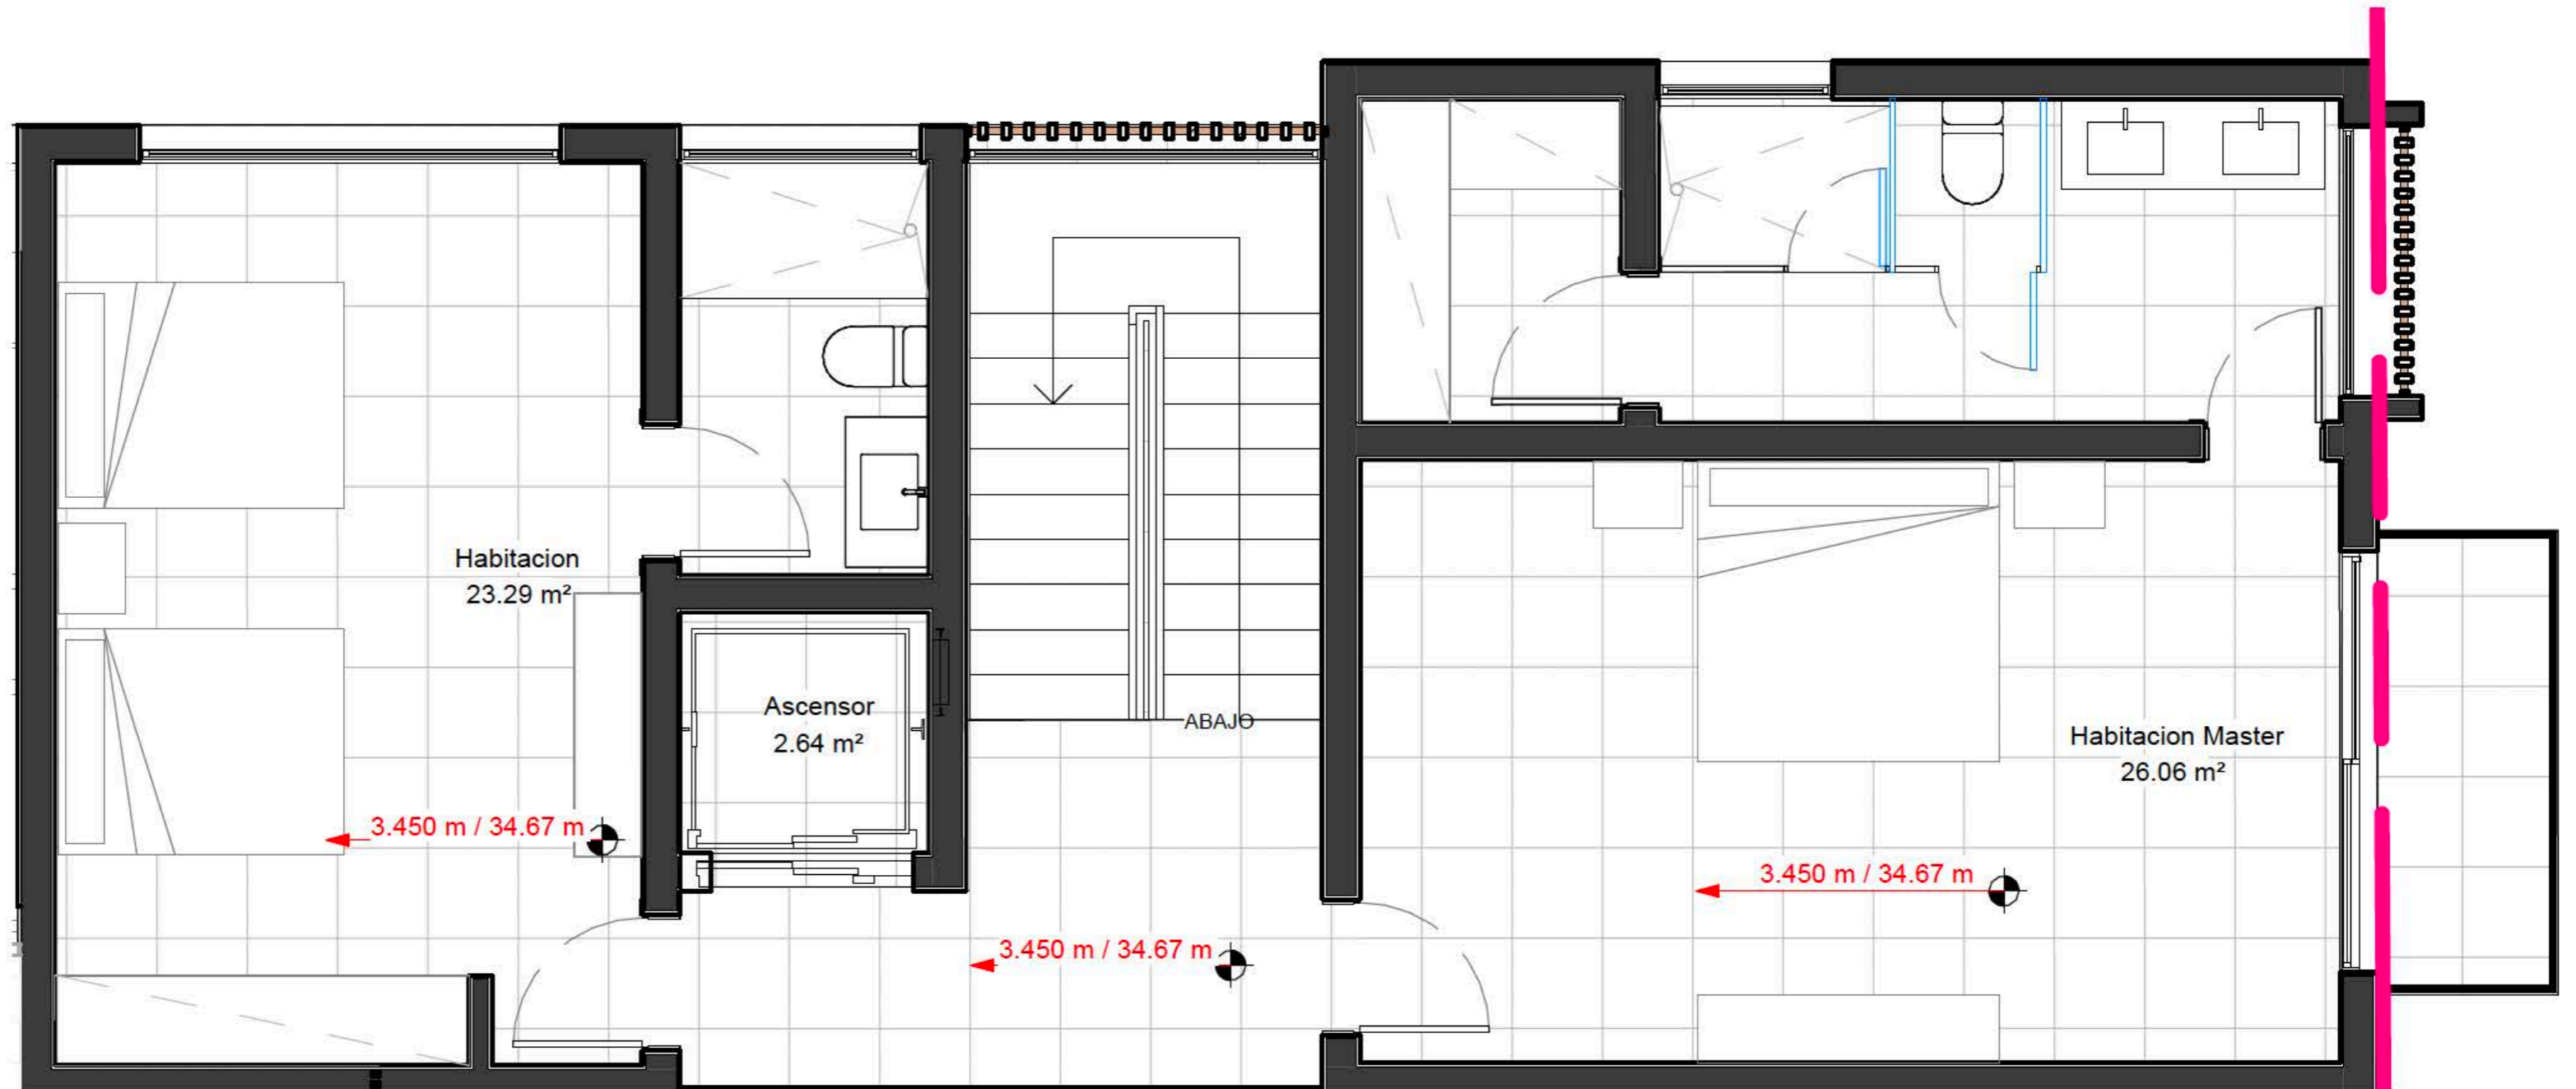 Habitacion
23.29 m²
Ascensor
2.64 m²
ABAJO
Habitacion Master
26.06 m²
3.450 m / 34.67 m
3.450 m / 34.67 m
3.450 m / 34.67 m